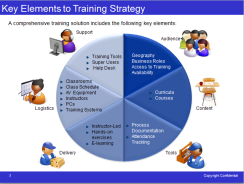 Key Elements to Training Strategy
A comprehensive training solution includes the following key elements:
Support
Audience
Training Tools
Super Users
Help Desk
Geography
Business Roles
Access to Training
Availability
Classrooms
Class Schedule
AV Equipment
Instructors
PCs
Training Systems
Curricula
Courses
Logistics
Content
Instructor-Led
Hands-on
exercises
E-learning
Process
Documentation
Attendance
Tracking
Delivery
Tools
Copyright Confidential